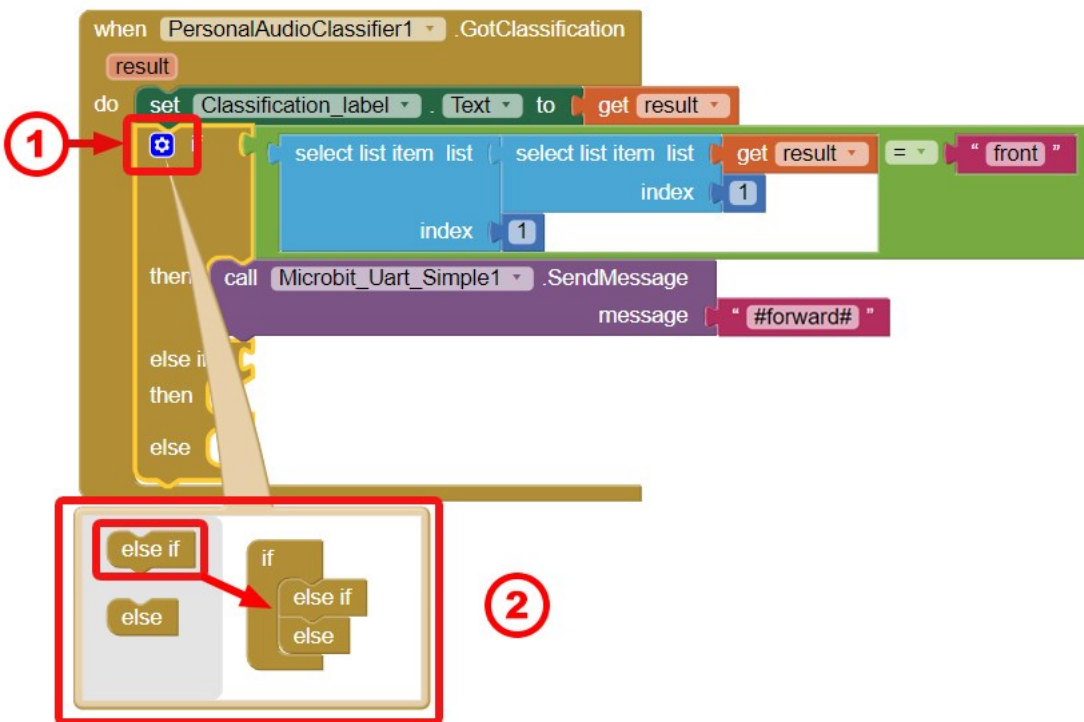 when PersonalAudioClassifier1 .GotClassification
result
do set Classification_label . Text to get result
1
if select list item list select list item list get result = " front "
index 1
index 1
then call Microbit_Uart_Simple1 .SendMessage
message " #forward# "
else if
then
else
else if
else
if
else if
else
2